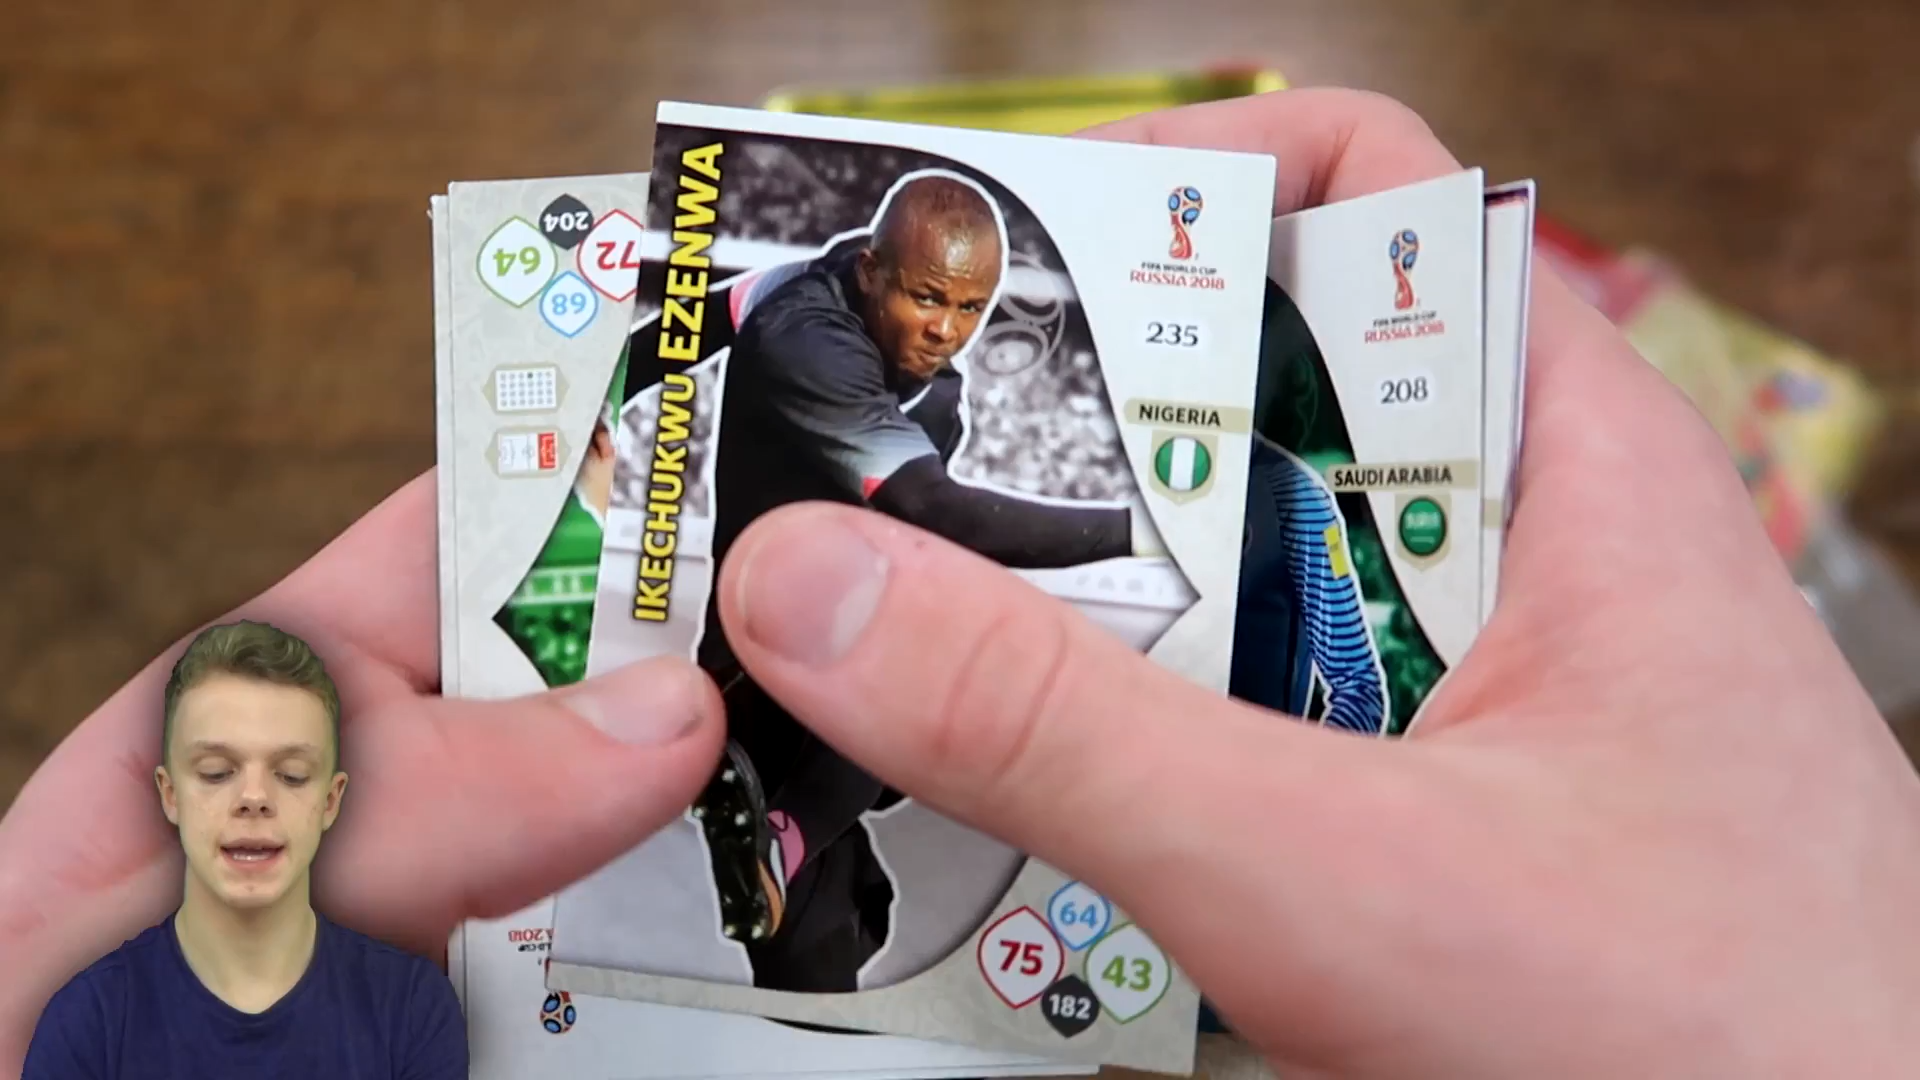 IKECHUKWU EZENWA
FIFA WORLD CUP
RUSSIA 2018
235
NIGERIA
75
64
43
182
204
64
72
68
FIFA WORLD CUP
RUSSIA 2018
208
SAUDI ARABIA